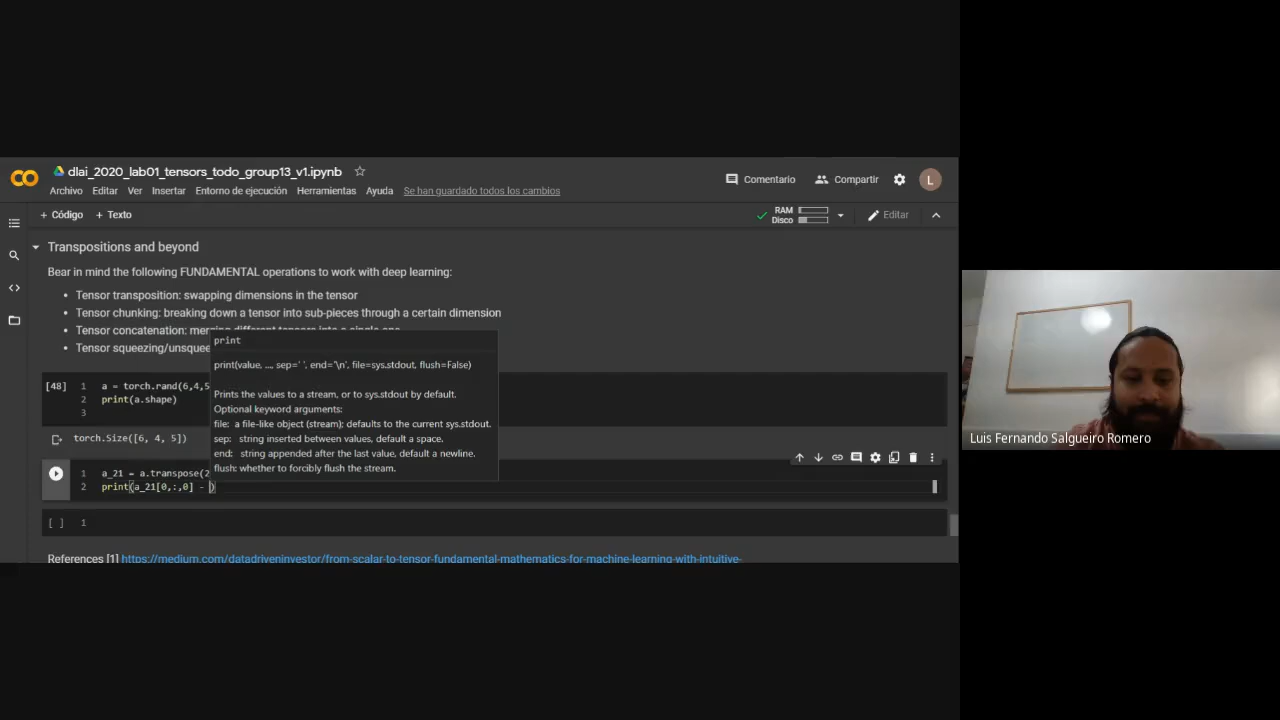 dlai_2020_lab01_tensors_todo_group13_v1.ipynb
Comentario Compartir L
Archivo Editar Ver Insertar Entorno de ejecución Herramientas Ayuda Se han guardado todos los cambios
+ Código + Texto
RAM
Disco
Editar
Transpositions and beyond
Bear in mind the following FUNDAMENTAL operations to work with deep learning:
Tensor transposition: swapping dimensions in the tensor
Tensor chunking: breaking down a tensor into sub-pieces through a certain dimension
Tensor concatenation: merging different tensors into a single one
Tensor squeezing/unsquee
print
print(value, ..., sep=' ', end='\n', file=sys.stdout, flush=False)
Prints the values to a stream, or to sys.stdout by default.
Optional keyword arguments:
file: a file-like object (stream); defaults to the current sys.stdout.
sep: string inserted between values, default a space.
end: string appended after the last value, default a newline.
flush: whether to forcibly flush the stream.
[48] 1 a = torch.rand(6,4,5
2 print(a.shape)
3
torch.Size([6, 4, 5])
1 a_21 = a.transpose(2
2 print(a_21[0,:,0] - )
[ ] 1
References [1] https://medium.com/datadriveninvestor/from-scalar-to-tensor-fundamental-mathematics-for-machine-learning-with-intuitive-
Luis Fernando Salgueiro Romero